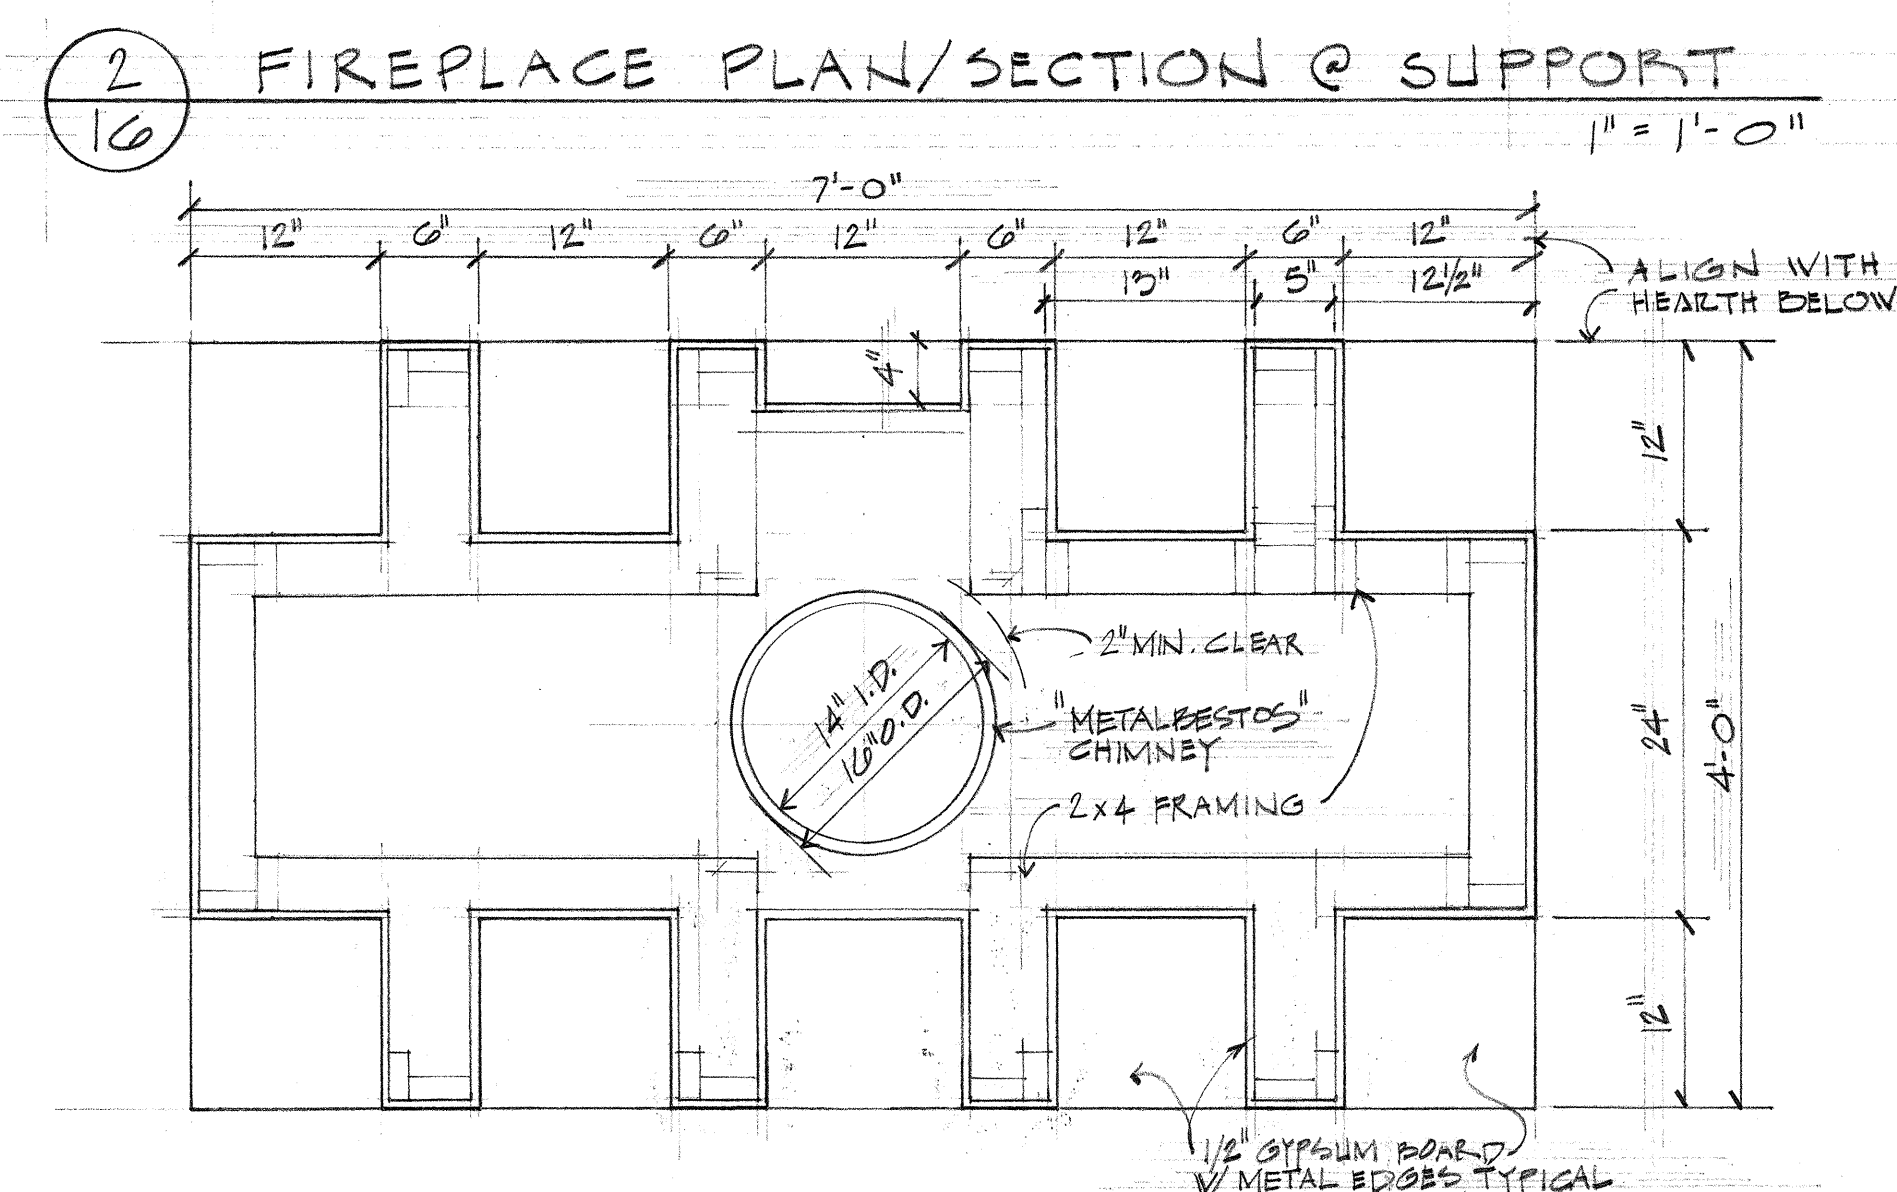 2
16
FIREPLACE PLAN/SECTION @ SUPPORT
1" = 1'-0"
7'-0"
12" 6" 12" 6" 12" 6" 12" 6" 12"
13" 5" 12 1/2"
ALIGN WITH
HEARTH BELOW
4"
12"
2" MIN. CLEAR
14" I.D.
16" O.D.
"METALBESTOS"
CHIMNEY
24"
4'-0"
2x4 FRAMING
12"
1/2" GYPSUM BOARD
W/ METAL EDGES TYPICAL